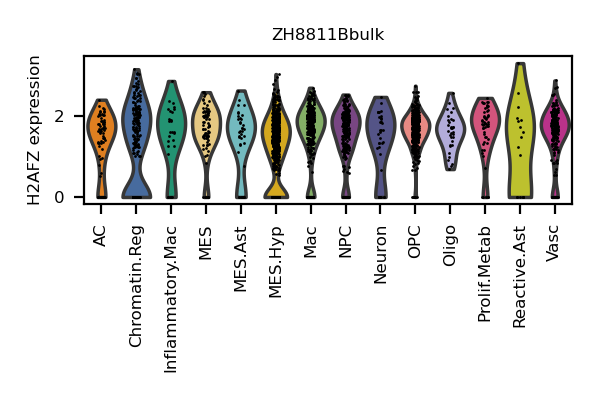 ZH8811Bbulk
H2AFZ expression
2
0
AC
Chromatin.Reg
Inflammatory.Mac
MES
MES.Ast
MES.Hyp
Mac
NPC
Neuron
OPC
Oligo
Prolif.Metab
Reactive.Ast
Vasc